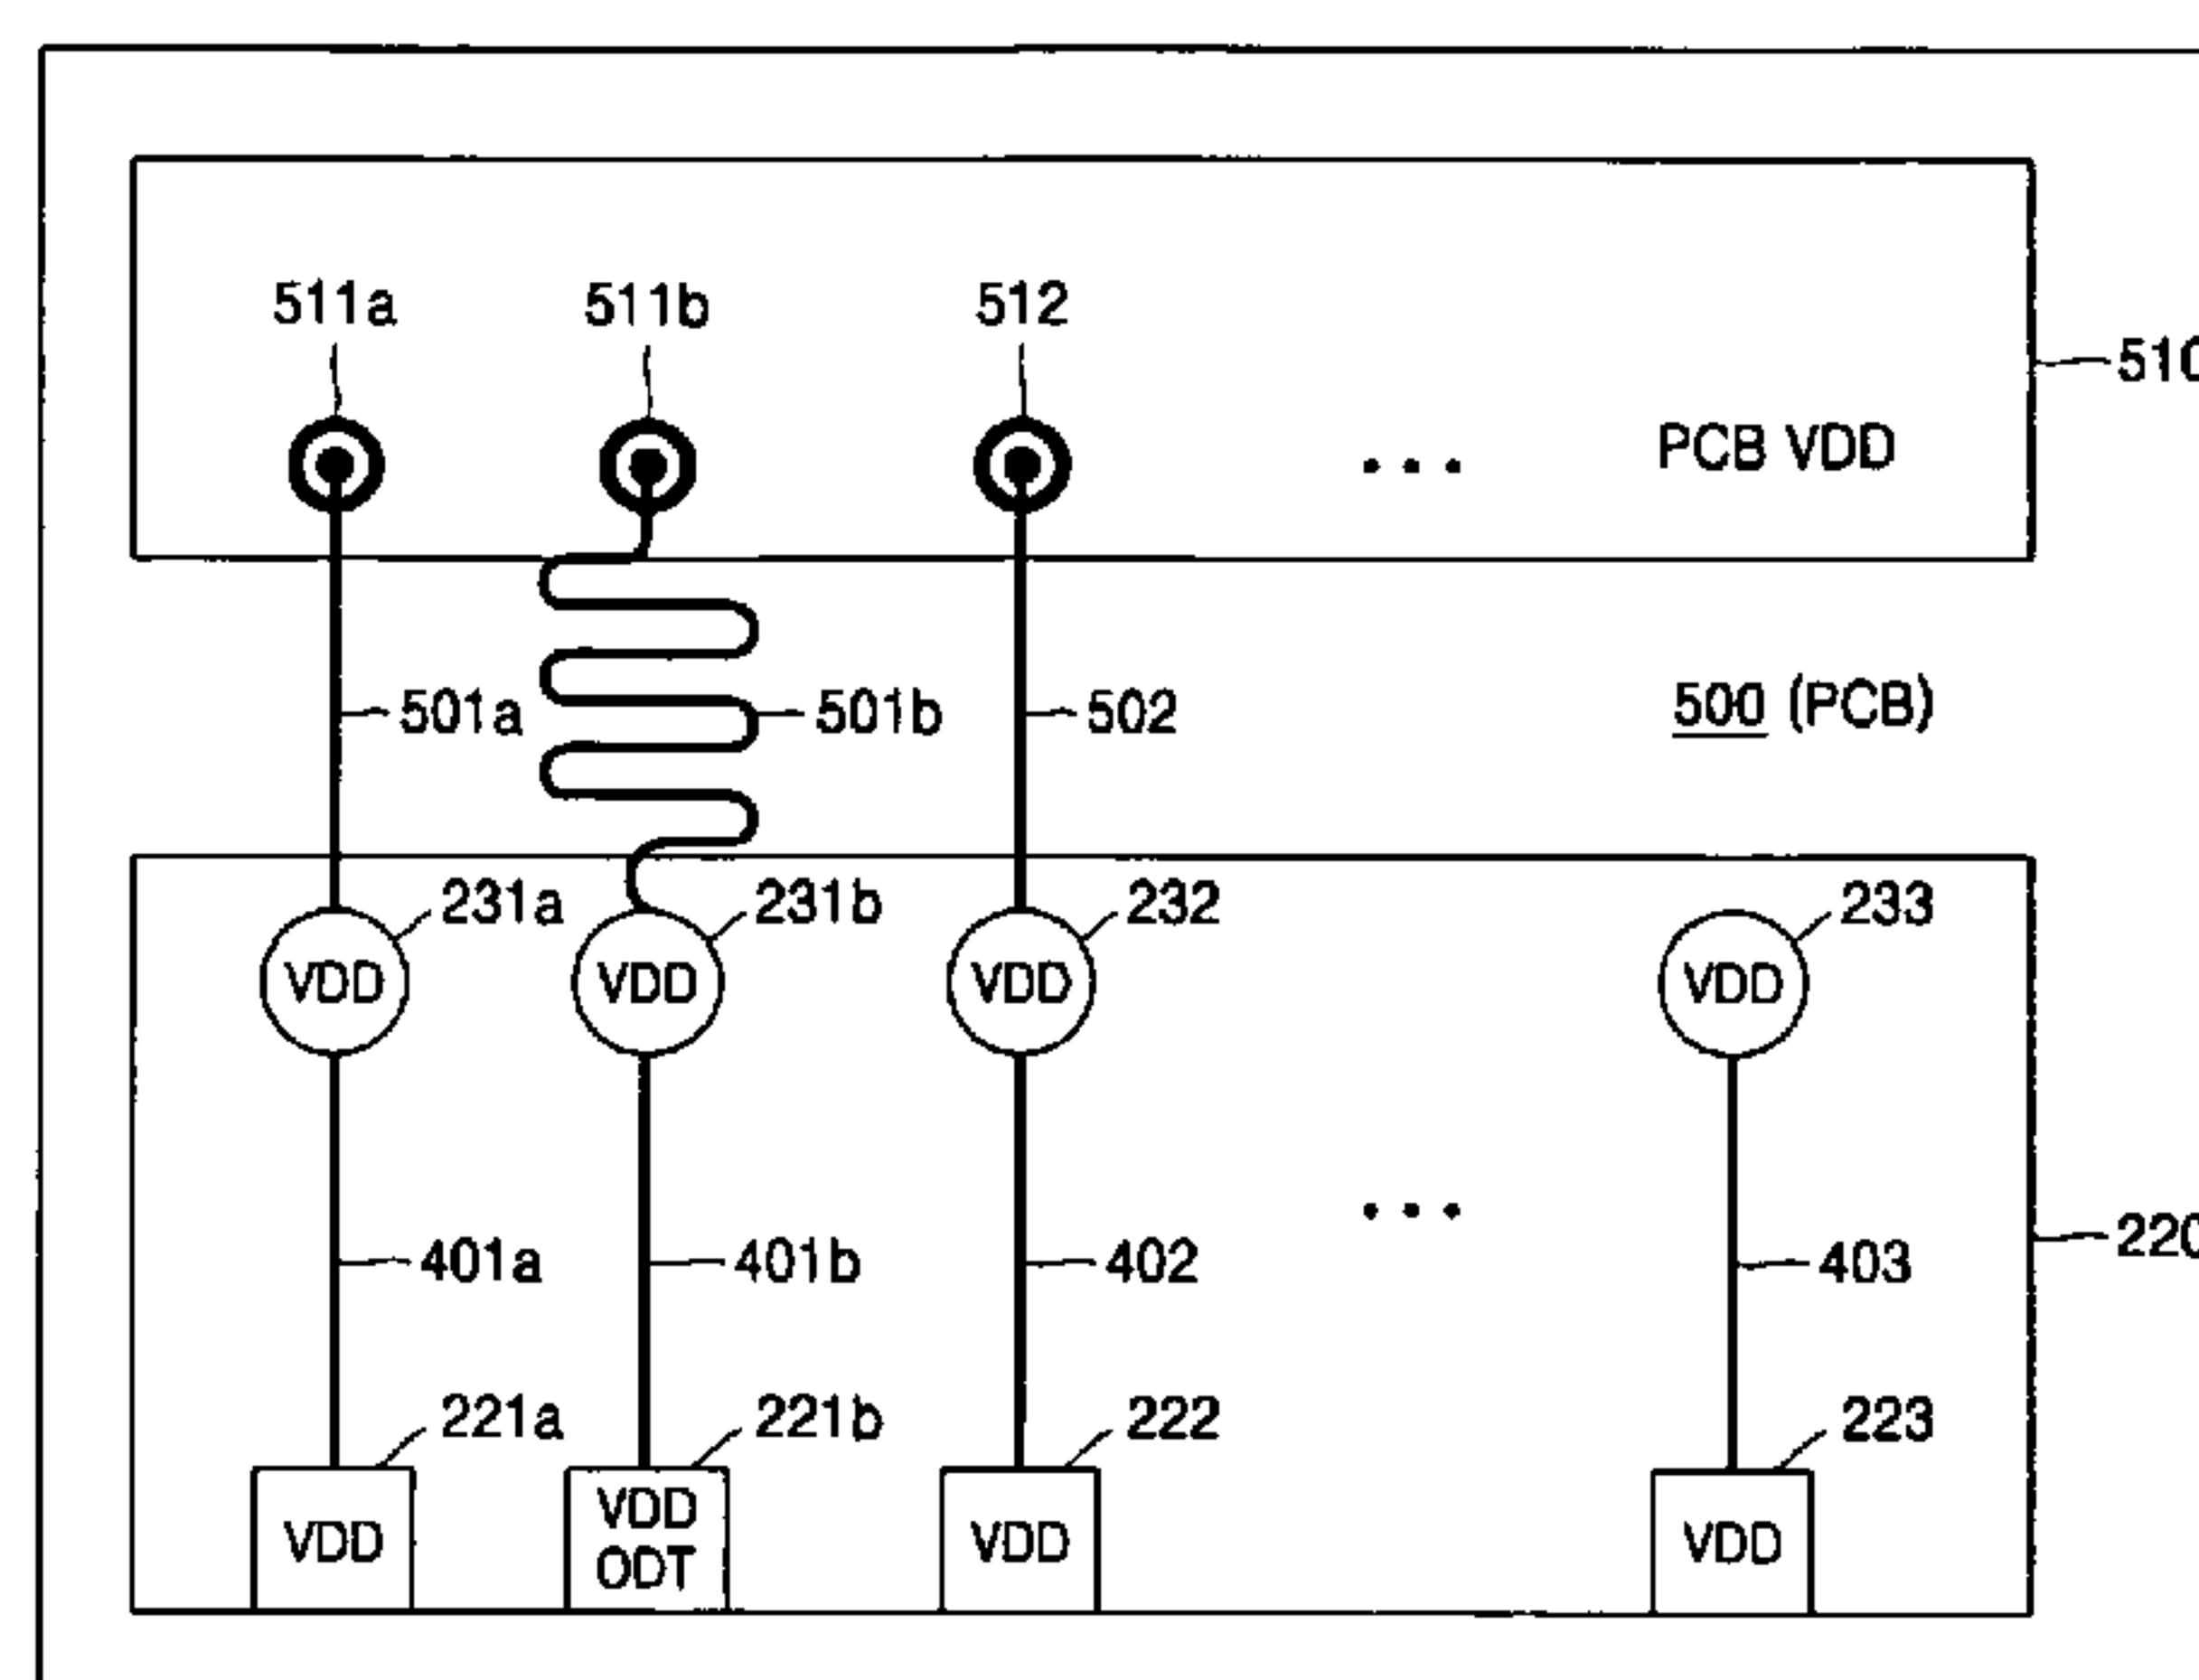 511a 511b 512
510
PCB VDD
501a 501b 502 500 (PCB)
231a 231b 232 233
VDD VDD VDD VDD
220
401a 401b 402 403
221a 221b 222 223
VDD VDD ODT VDD VDD